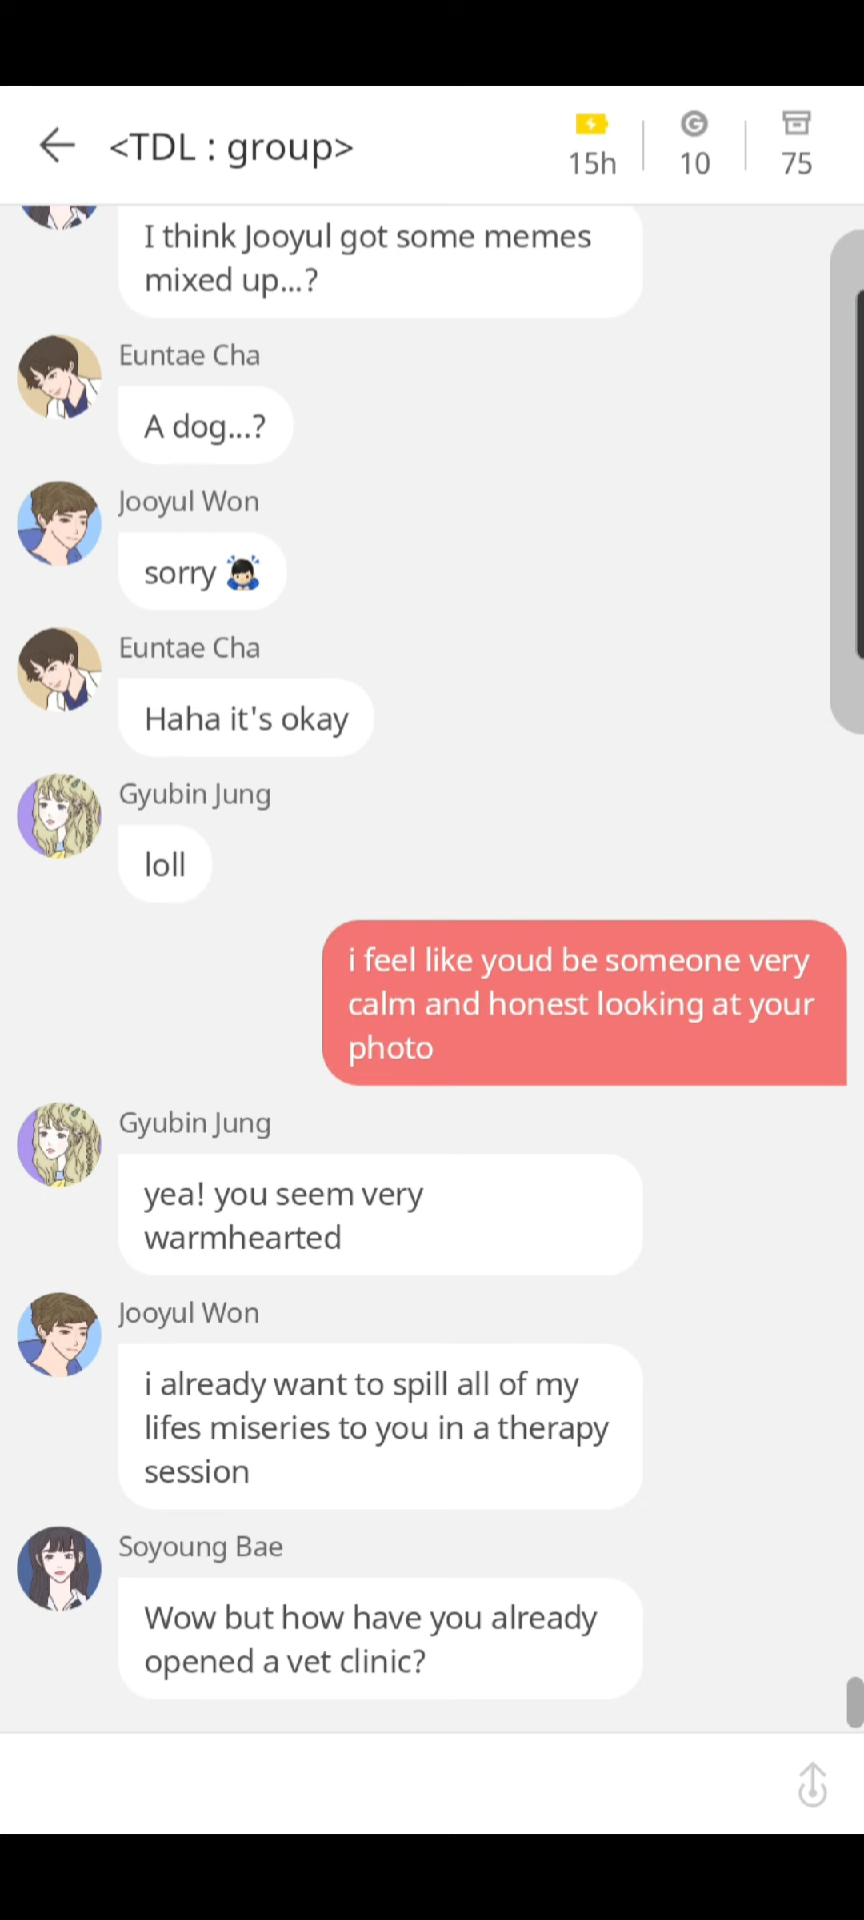 <TDL : group>
15h
10
75
I think Jooyul got some memes
mixed up...?
Euntae Cha
A dog...?
Jooyul Won
sorry 🙇🏻‍♂️
Euntae Cha
Haha it's okay
Gyubin Jung
loll
i feel like youd be someone very
calm and honest looking at your
photo
Gyubin Jung
yea! you seem very
warmhearted
Jooyul Won
i already want to spill all of my
lifes miseries to you in a therapy
session
Soyoung Bae
Wow but how have you already
opened a vet clinic?